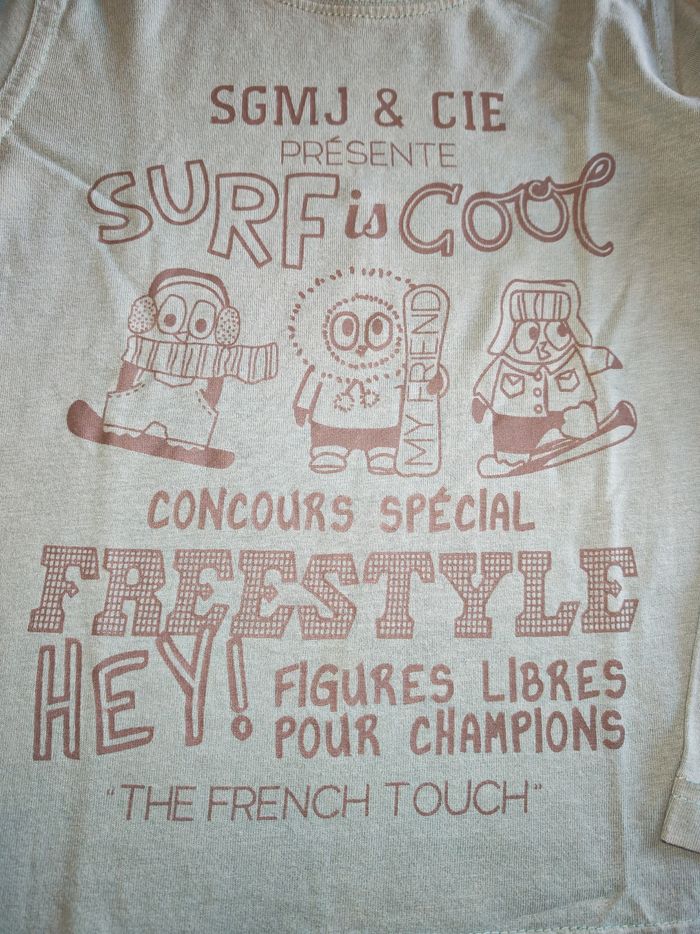 SGMJ & CIE
PRÉSENTE
SURF is COOL
MY FRIEND
CONCOURS SPÉCIAL
FREESTYLE
HEY! FIGURES LIBRES
POUR CHAMPIONS
"THE FRENCH TOUCH"